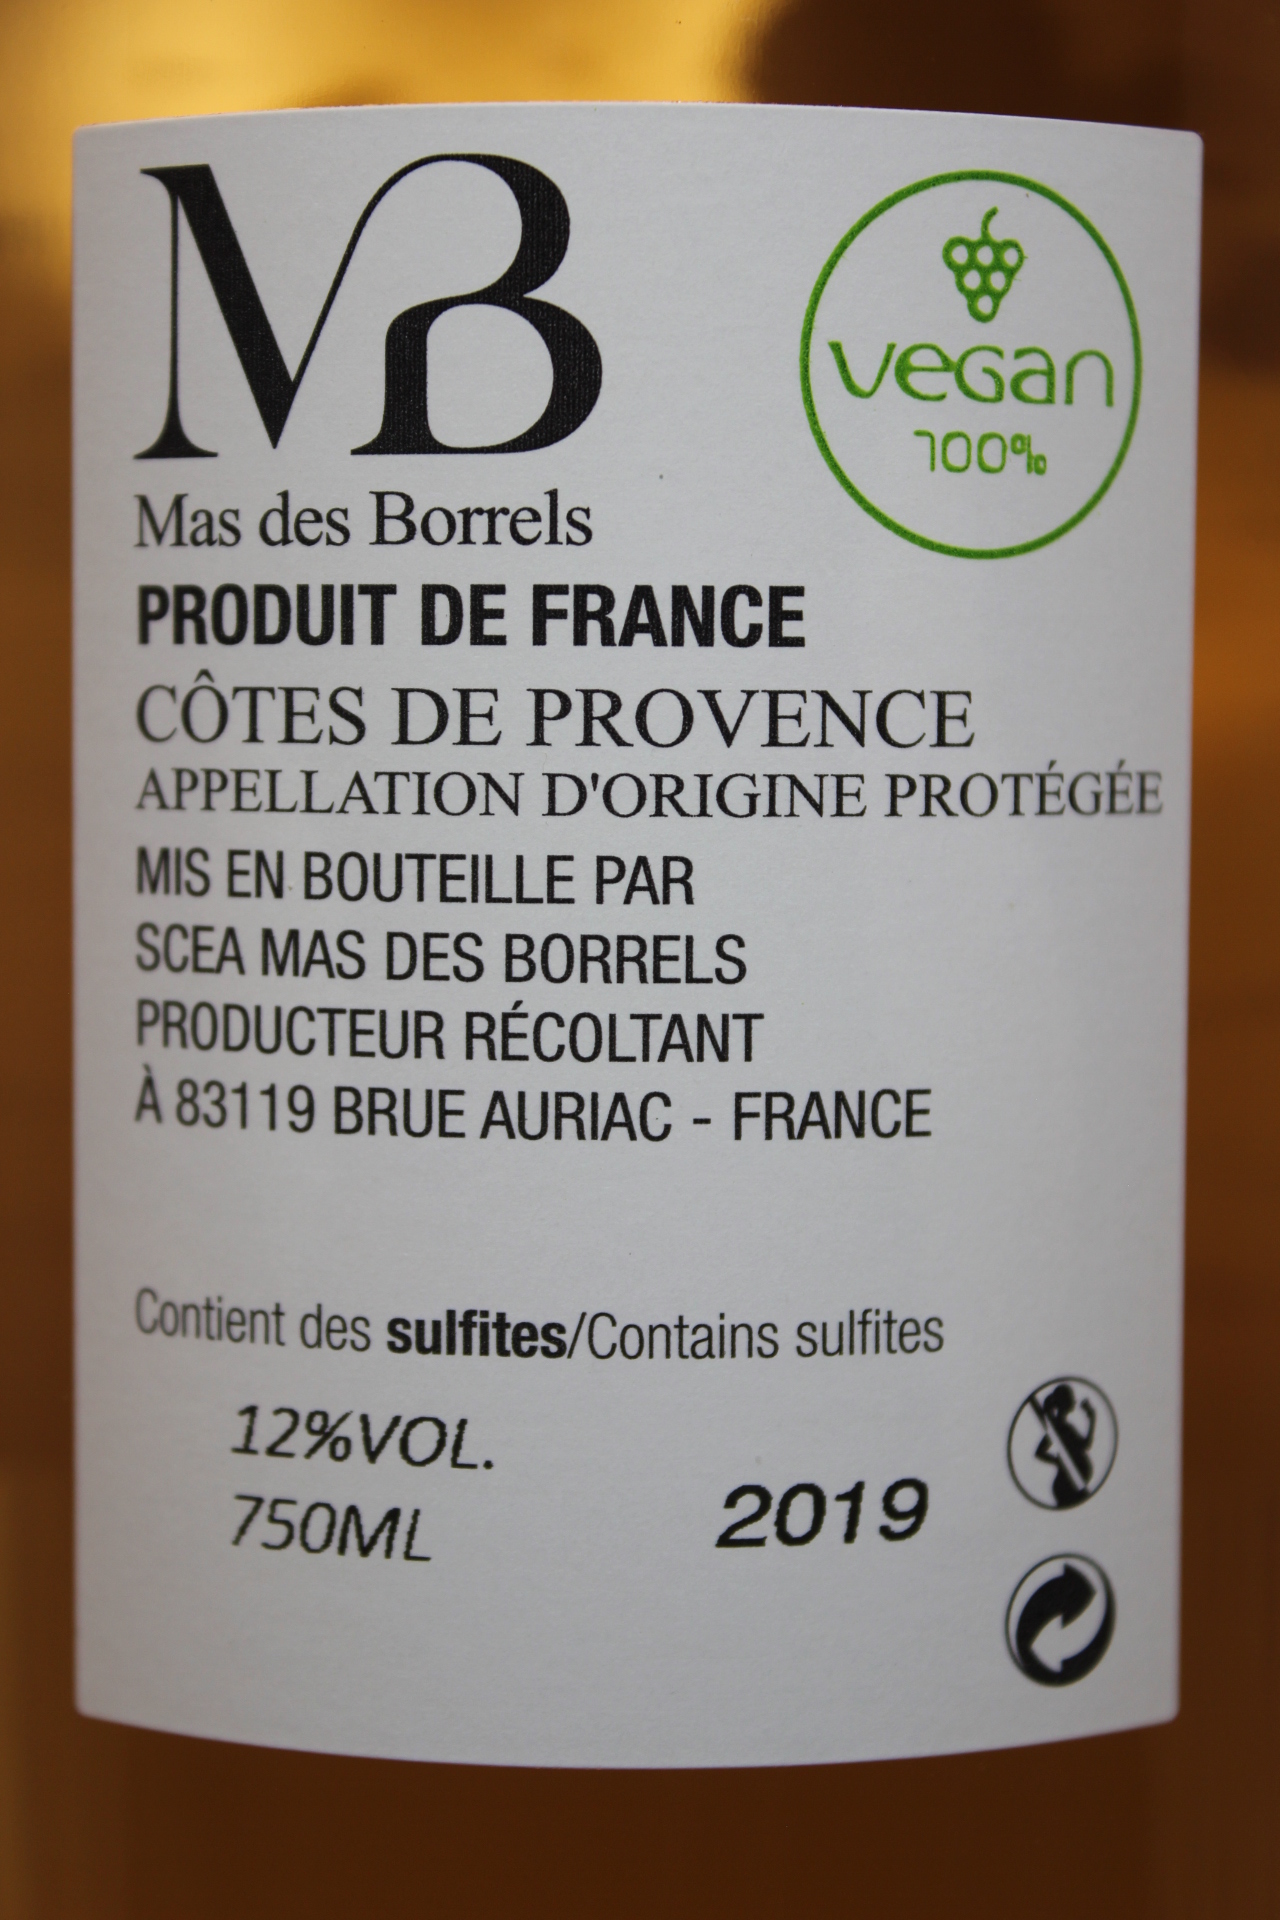 MB
Mas des Borrels
VEGAN
100%
PRODUIT DE FRANCE
CÔTES DE PROVENCE
APPELLATION D'ORIGINE PROTÉGÉE
MIS EN BOUTEILLE PAR
SCEA MAS DES BORRELS
PRODUCTEUR RÉCOLTANT
À 83119 BRUE AURIAC - FRANCE
Contient des sulfites/Contains sulfites
12%VOL.
750ML
2019